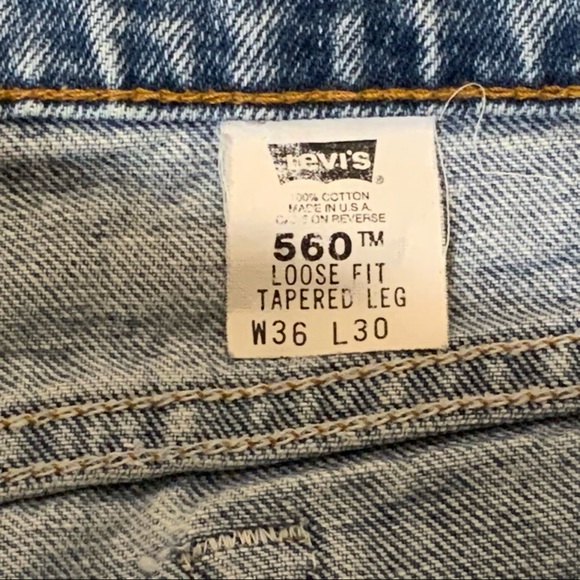 Levi's®
100% COTTON
MADE IN U.S.A.
CARE ON REVERSE
560™
LOOSE FIT
TAPERED LEG
W36 L30